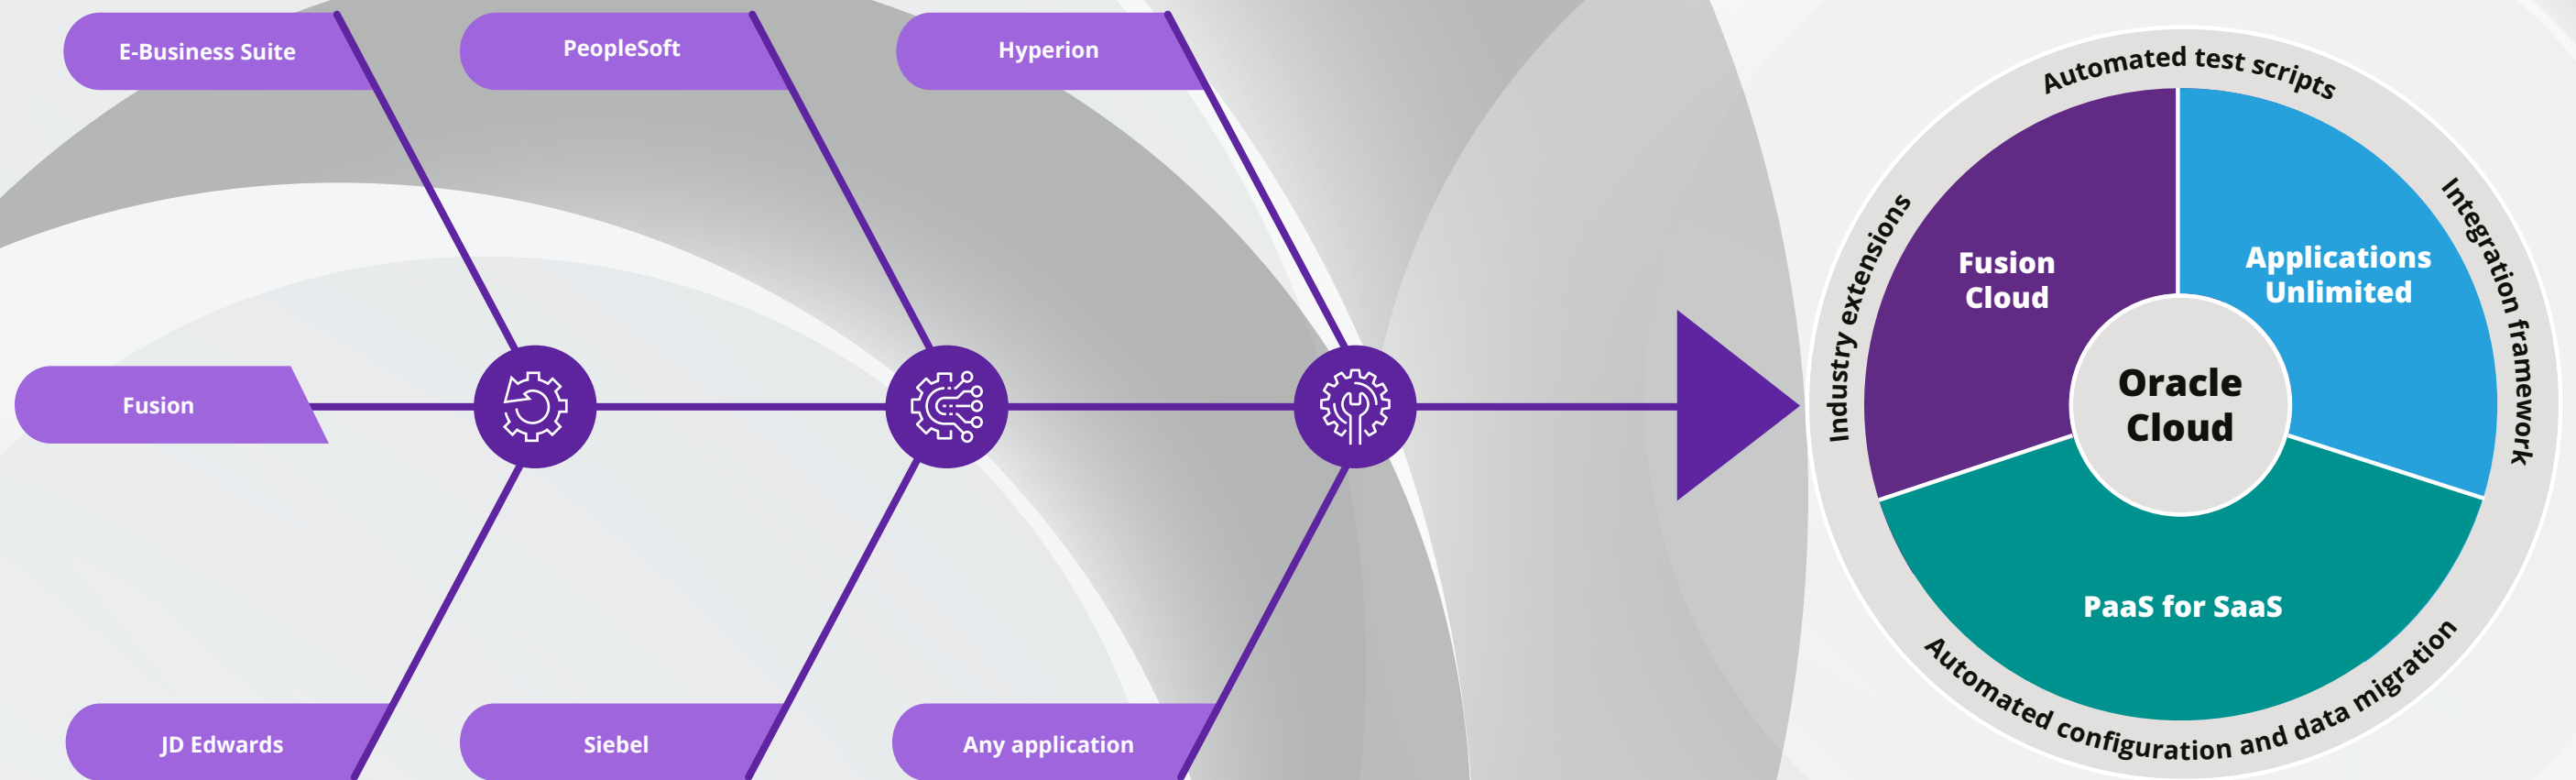 E-Business Suite
PeopleSoft
Hyperion
Fusion
JD Edwards
Siebel
Any application
Automated test scripts
Industry extensions
Integration framework
Fusion
Cloud
Applications
Unlimited
Oracle
Cloud
PaaS for SaaS
Automated configuration and data migration